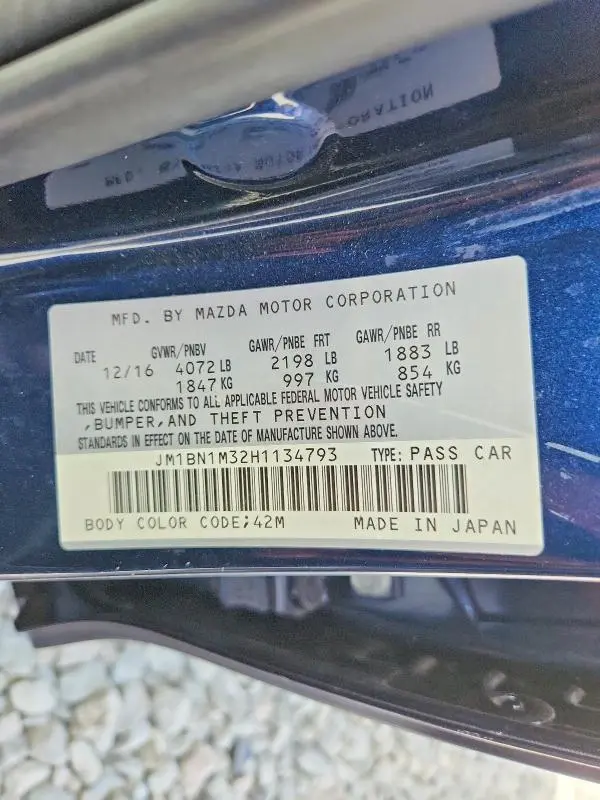 MFD. BY MAZDA MOTOR CORPORATION
DATE GVWR/PNBV GAWR/PNBE FRT GAWR/PNBE RR
12/16 4072 LB 2198 LB 1883 LB
1847 KG 997 KG 854 KG
THIS VEHICLE CONFORMS TO ALL APPLICABLE FEDERAL MOTOR VEHICLE SAFETY
,BUMPER,AND THEFT PREVENTION
STANDARDS IN EFFECT ON THE DATE OF MANUFACTURE SHOWN ABOVE.
JM1BN1M32H1134793 TYPE: PASS CAR
BODY COLOR CODE;42M MADE IN JAPAN